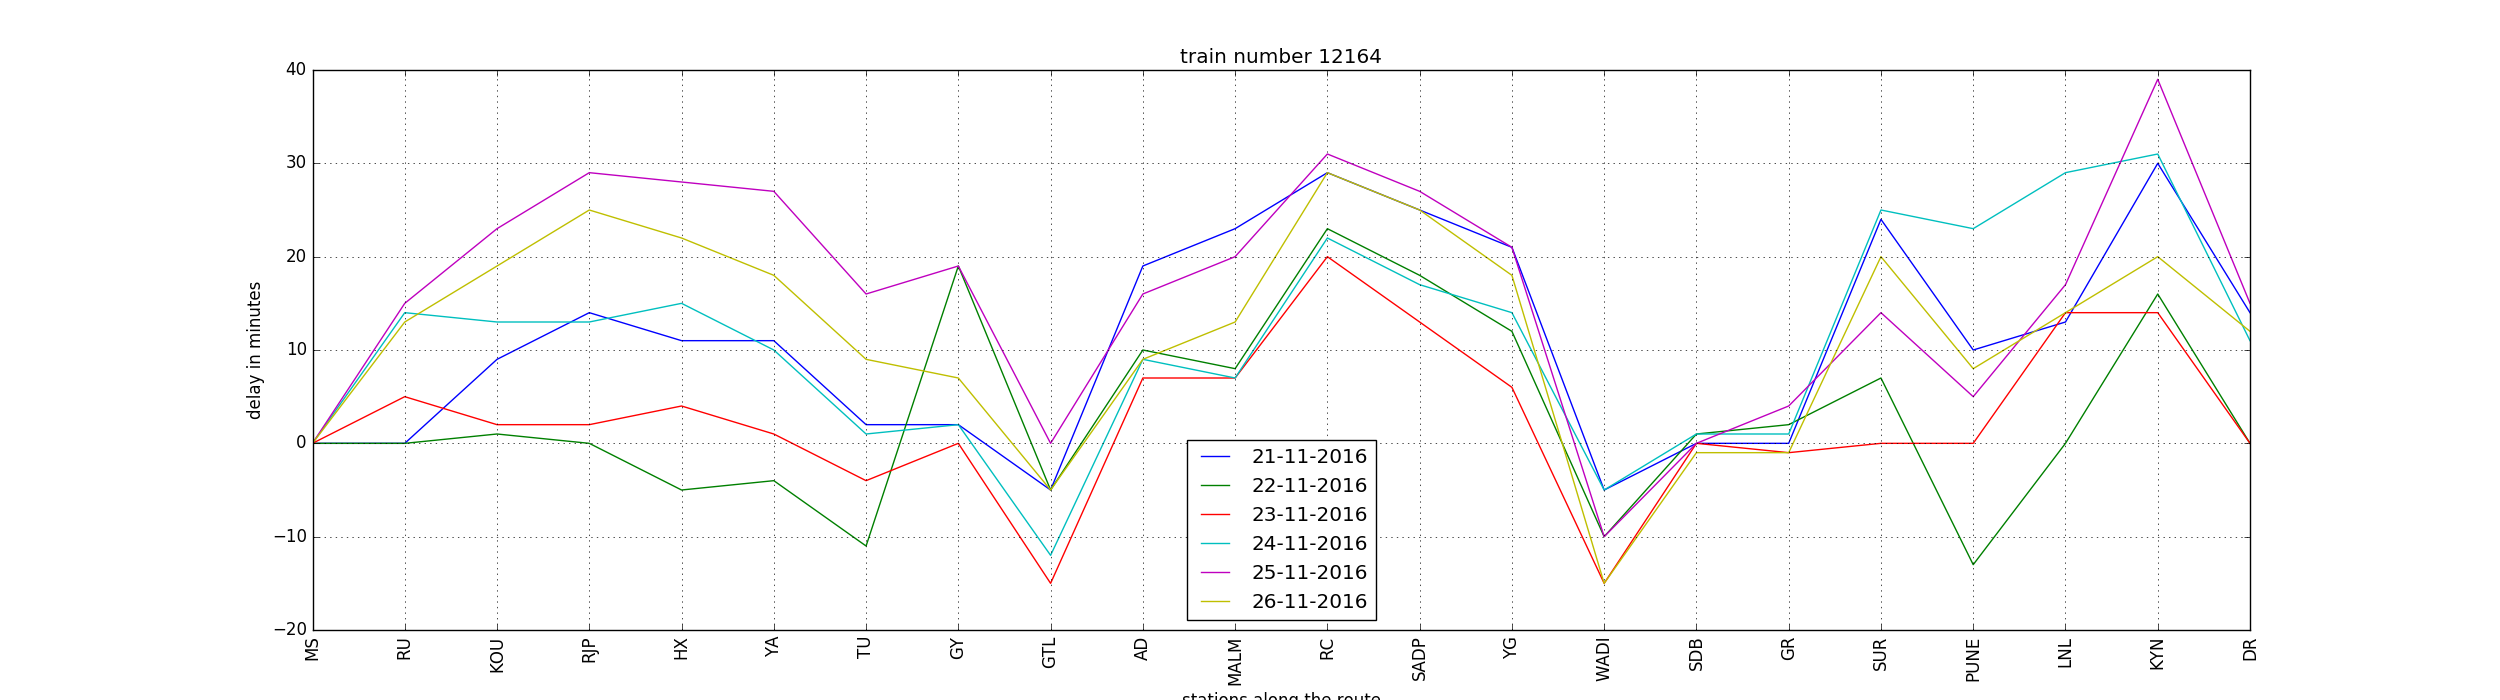 train number 12164
40
30
20
10
0
−10
−20
delay in minutes
21-11-2016
22-11-2016
23-11-2016
24-11-2016
25-11-2016
26-11-2016
MS
RU
KOU
RJP
HX
YA
TU
GY
GTL
AD
MALM
RC
SADP
YG
WADI
SDB
GR
SUR
PUNE
LNL
KYN
DR
stations along the route